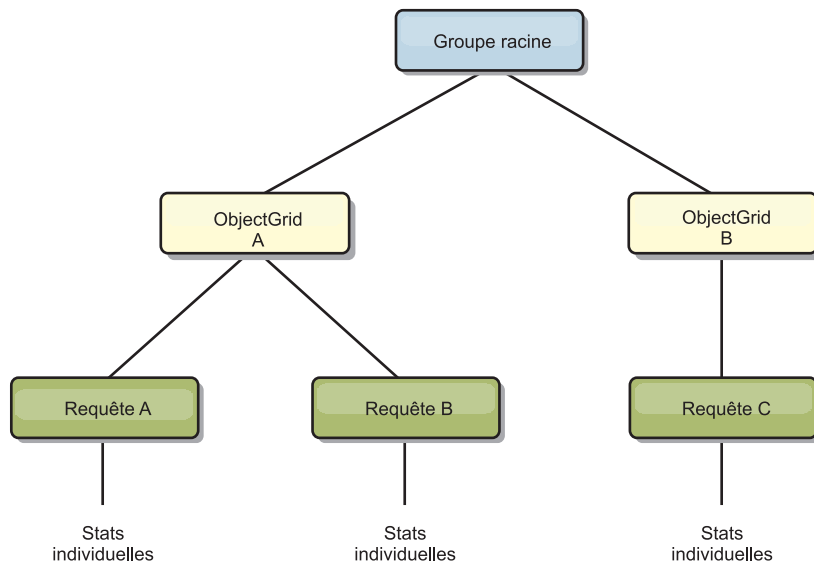 Groupe racine
ObjectGrid
A
ObjectGrid
B
Requête A
Requête B
Requête C
Stats
individuelles
Stats
individuelles
Stats
individuelles